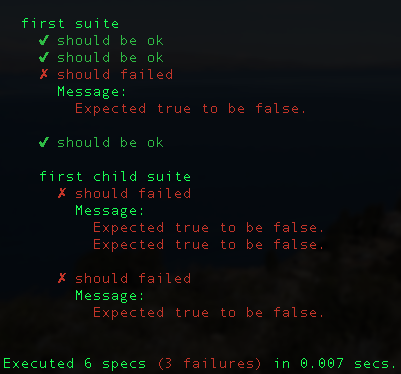 first suite
✔ should be ok
✔ should be ok
✗ should failed
Message:
Expected true to be false.
✔ should be ok
first child suite
✗ should failed
Message:
Expected true to be false.
Expected true to be false.
✗ should failed
Message:
Expected true to be false.
Executed 6 specs (3 failures) in 0.007 secs.